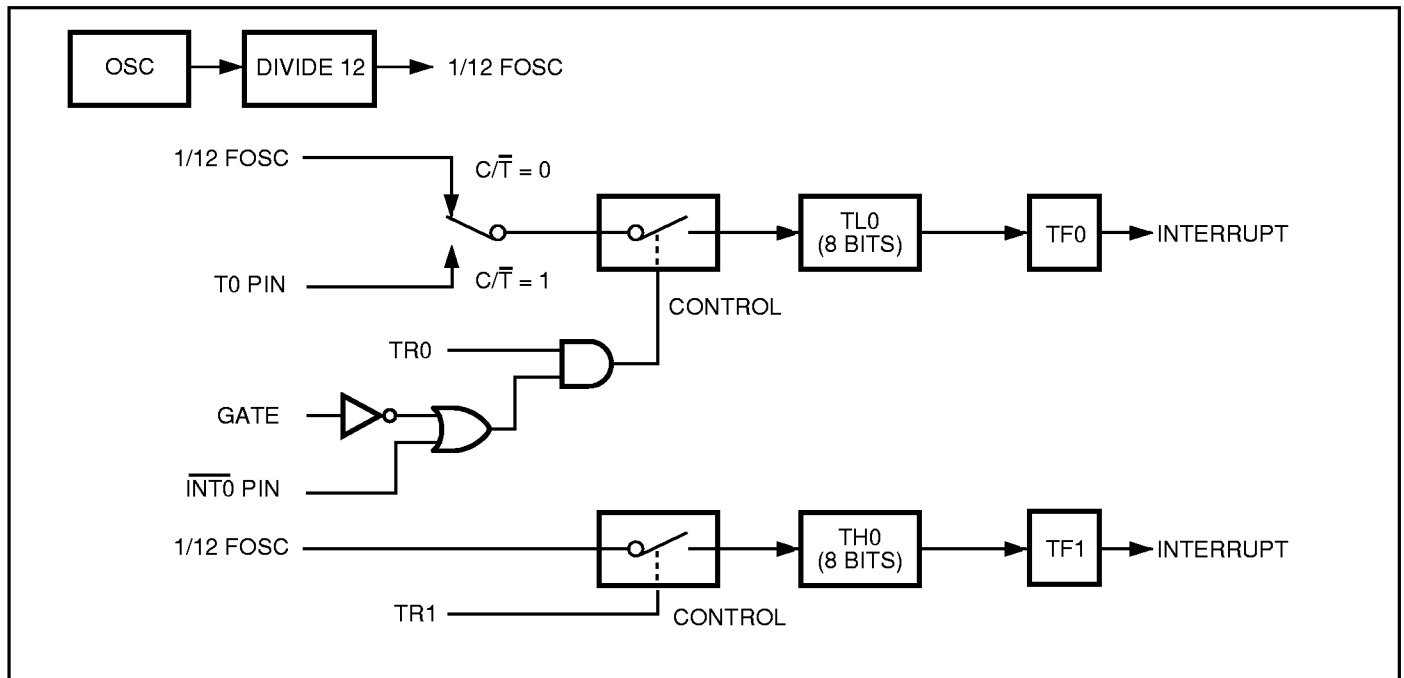 OSC
DIVIDE 12
1/12 FOSC
1/12 FOSC
C/T̅ = 0
T0 PIN
C/T̅ = 1
TL0
(8 BITS)
TF0
INTERRUPT
CONTROL
TR0
GATE
I̅N̅T̅0̅ PIN
1/12 FOSC
TH0
(8 BITS)
TF1
INTERRUPT
TR1
CONTROL